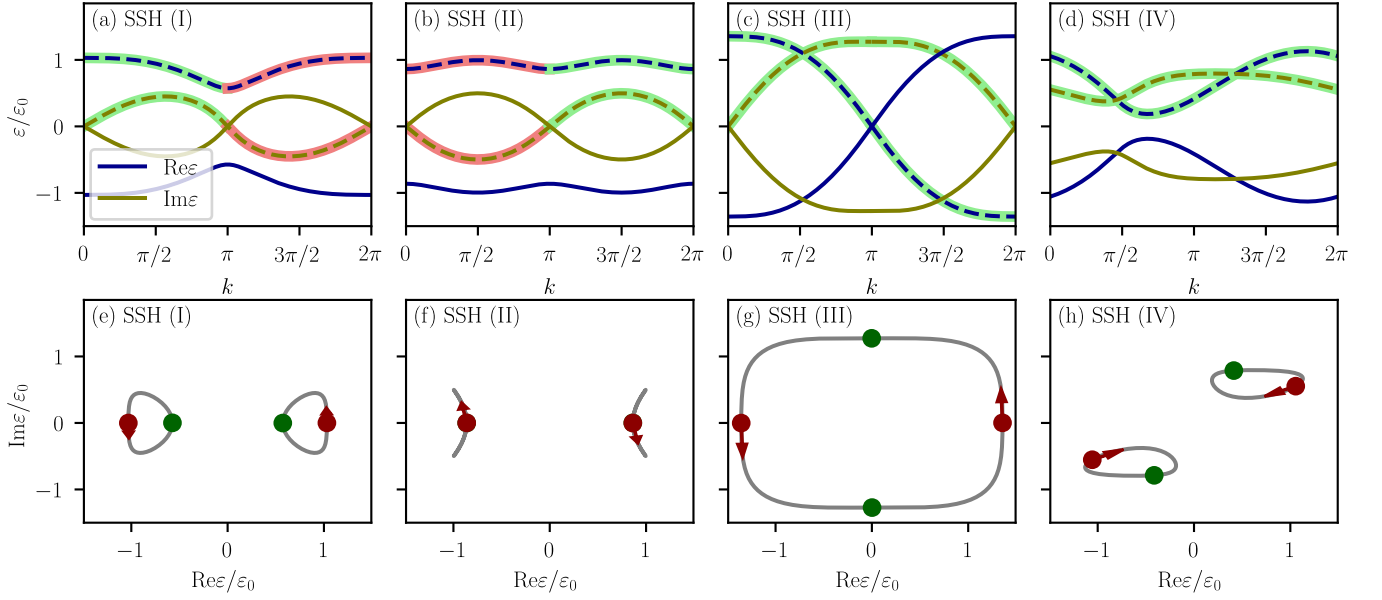 (a) SSH (I)
(b) SSH (II)
(c) SSH (III)
(d) SSH (IV)
ε/ε₀
1
0
−1
Reε
Imε
0 π/2 π 3π/2 2π
0 π/2 π 3π/2 2π
0 π/2 π 3π/2 2π
0 π/2 π 3π/2 2π
k
k
k
k
(e) SSH (I)
(f) SSH (II)
(g) SSH (III)
(h) SSH (IV)
Imε/ε₀
1
0
−1
−1 0 1
−1 0 1
−1 0 1
−1 0 1
Reε/ε₀
Reε/ε₀
Reε/ε₀
Reε/ε₀